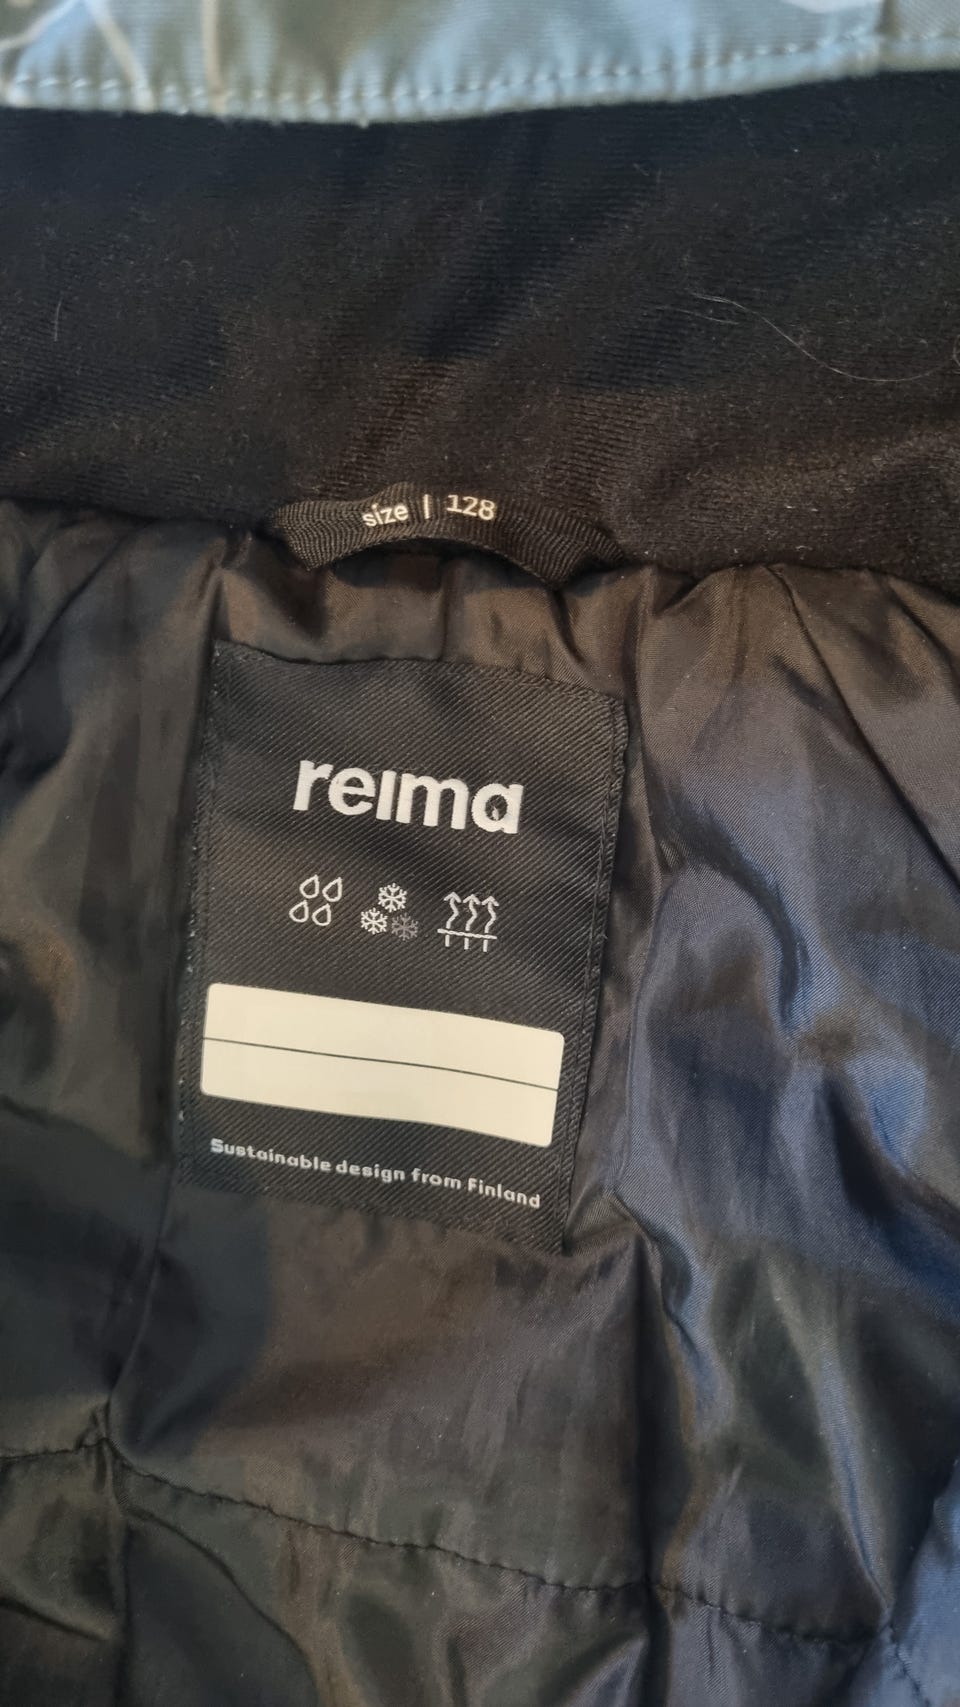 size | 128
reima
Sustainable design from Finland